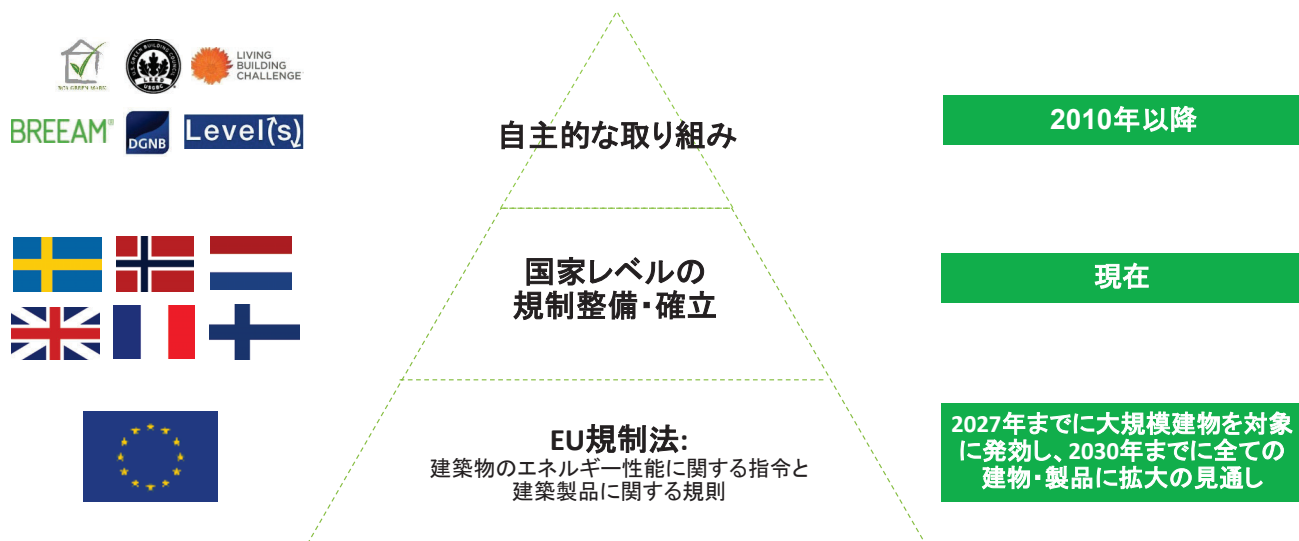 LIVING
BUILDING
CHALLENGE
BREEAM®
DGNB
Level(s)
自主的な取り組み
2010年以降
国家レベルの
規制整備・確立
現在
EU規制法:
建築物のエネルギー性能に関する指令と
建築製品に関する規則
2027年までに大規模建物を対象
に発効し、2030年までに全ての
建物・製品に拡大の見通し